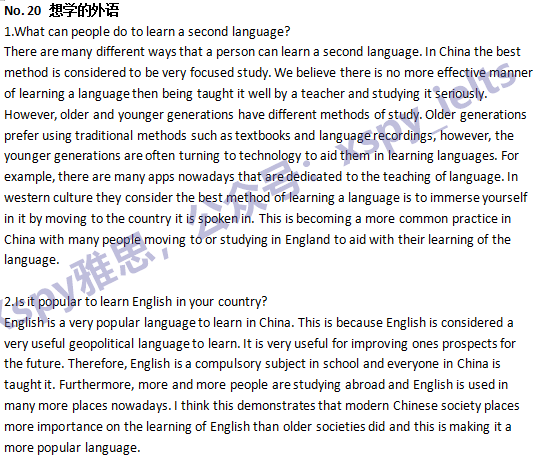 No. 20 想学的外语
1.What can people do to learn a second language?
There are many different ways that a person can learn a second language. In China the best
method is considered to be very focused study. We believe there is no more effective manner
of learning a language then being taught it well by a teacher and studying it seriously.
However, older and younger generations have different methods of study. Older generations
prefer using traditional methods such as textbooks and language recordings, however, the
younger generations are often turning to technology to aid them in learning languages. For
example, there are many apps nowadays that are dedicated to the teaching of language. In
western culture they consider the best method of learning a language is to immerse yourself
in it by moving to the country it is spoken in. This is becoming a more common practice in
China with many people moving to or studying in England to aid with their learning of the
language.
2.Is it popular to learn English in your country?
English is a very popular language to learn in China. This is because English is considered a
very useful geopolitical language to learn. It is very useful for improving ones prospects for
the future. Therefore, English is a compulsory subject in school and everyone in China is
taught it. Furthermore, more and more people are studying abroad and English is used in
many more places nowadays. I think this demonstrates that modern Chinese society places
more importance on the learning of English than older societies did and this is making it a
more popular language.
xspy雅思，公众号：xspy_ielts